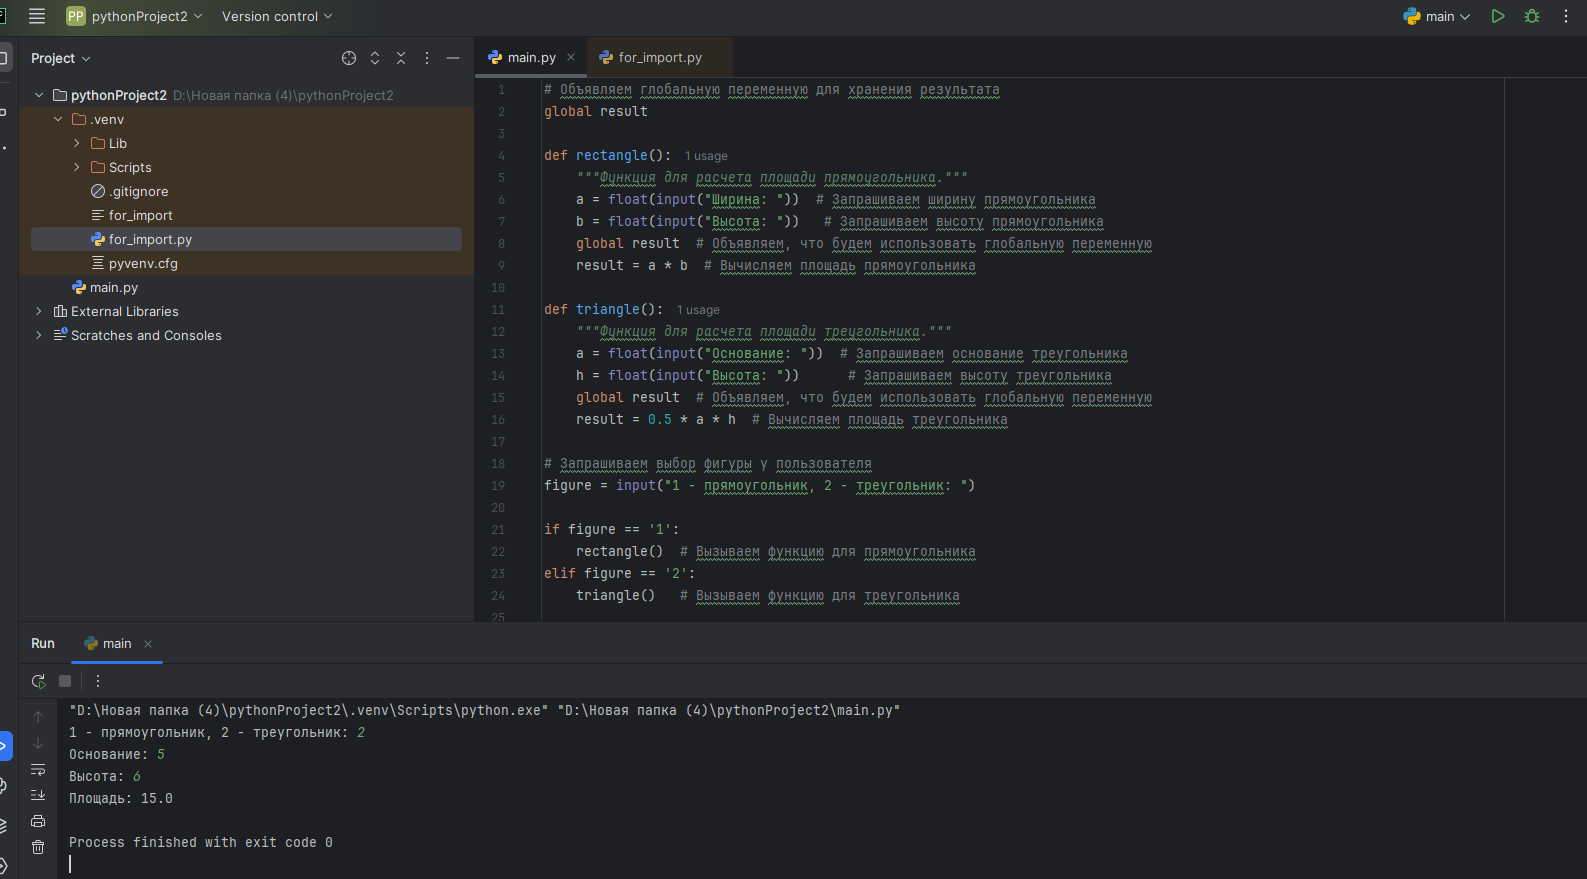 PP pythonProject2
Version control
main
Project
main.py
for_import.py
pythonProject2 D:\Новая папка (4)\pythonProject2
.venv
Lib
Scripts
.gitignore
for_import
for_import.py
pyvenv.cfg
main.py
External Libraries
Scratches and Consoles
1 # Объявляем глобальную переменную для хранения результата
2 global result
3
4 def rectangle(): 1 usage
5 """Функция для расчета площади прямоугольника."""
6 a = float(input("Ширина: ")) # Запрашиваем ширину прямоугольника
7 b = float(input("Высота: ")) # Запрашиваем высоту прямоугольника
8 global result # Объявляем, что будем использовать глобальную переменную
9 result = a * b # Вычисляем площадь прямоугольника
10
11 def triangle(): 1 usage
12 """Функция для расчета площади треугольника."""
13 a = float(input("Основание: ")) # Запрашиваем основание треугольника
14 h = float(input("Высота: ")) # Запрашиваем высоту треугольника
15 global result # Объявляем, что будем использовать глобальную переменную
16 result = 0.5 * a * h # Вычисляем площадь треугольника
17
18 # Запрашиваем выбор фигуры у пользователя
19 figure = input("1 - прямоугольник, 2 - треугольник: ")
20
21 if figure == '1':
22 rectangle() # Вызываем функцию для прямоугольника
23 elif figure == '2':
24 triangle() # Вызываем функцию для треугольника
25
Run
main
"D:\Новая папка (4)\pythonProject2\.venv\Scripts\python.exe" "D:\Новая папка (4)\pythonProject2\main.py"
1 - прямоугольник, 2 - треугольник: 2
Основание: 5
Высота: 6
Площадь: 15.0
Process finished with exit code 0